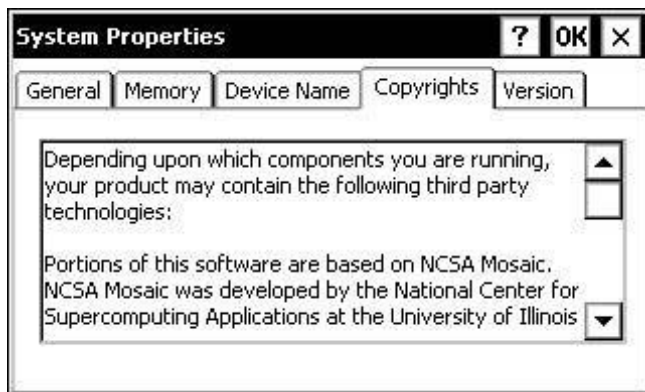 System Properties ? OK ×
General Memory Device Name Copyrights Version
Depending upon which components you are running,
your product may contain the following third party
technologies:
Portions of this software are based on NCSA Mosaic.
NCSA Mosaic was developed by the National Center for
Supercomputing Applications at the University of Illinois